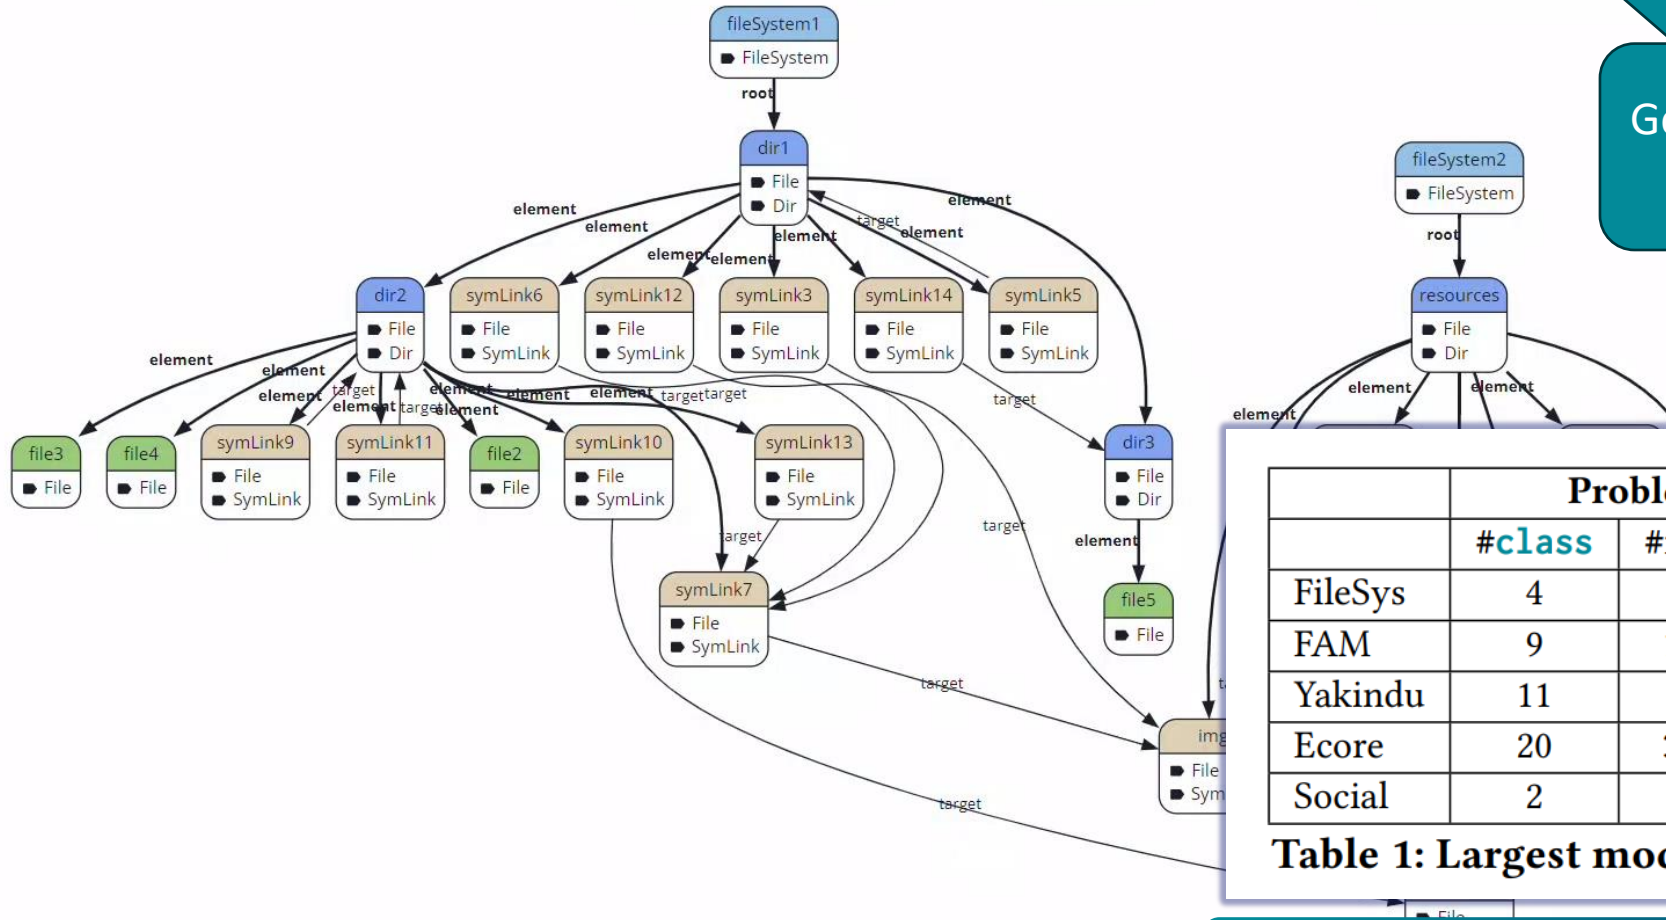 fileSystem1
FileSystem
root
dir1
File
Dir
element
element
element
element
element
target
element
element
fileSystem2
FileSystem
root
resources
File
Dir
element
element
element
dir2
File
Dir
symLink6
File
SymLink
symLink12
File
SymLink
symLink3
File
SymLink
symLink14
File
SymLink
symLink5
File
SymLink
element
element
element
target
element
target
element
element
element
element
target
target
target
file3
File
file4
File
symLink9
File
SymLink
symLink11
File
SymLink
file2
File
symLink10
File
SymLink
symLink13
File
SymLink
dir3
File
Dir
target
target
element
symLink7
File
SymLink
file5
File
target
target
File
#class
FileSys 4
FAM 9
Yakindu 11
Ecore 20
Social 2
Table 1: Largest